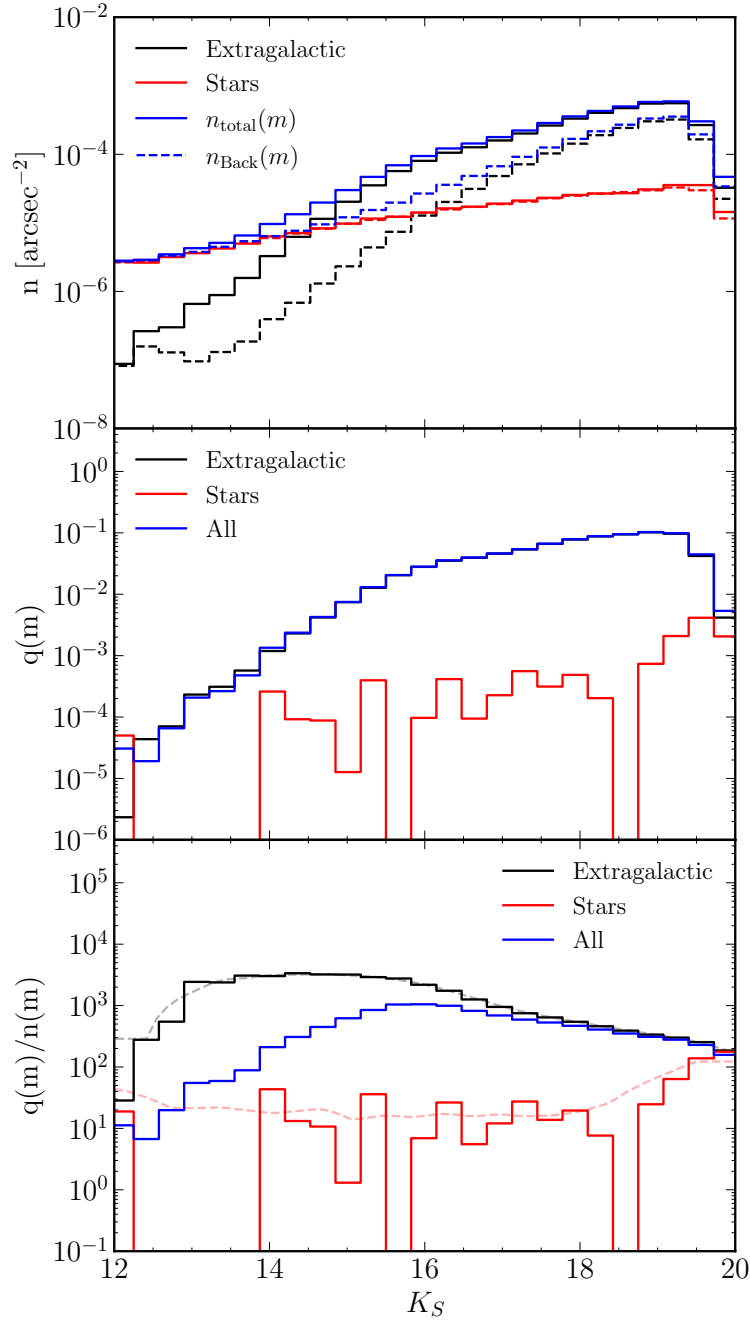 10⁻²
Extragalactic
Stars
n_total(m)
n_Back(m)
10⁻⁴
n [arcsec⁻²]
10⁻⁶
10⁻⁸
Extragalactic
Stars
All
10⁰
10⁻¹
10⁻²
q(m)
10⁻³
10⁻⁴
10⁻⁵
10⁻⁶
Extragalactic
Stars
All
10⁵
10⁴
10³
q(m)/n(m)
10²
10¹
10⁰
10⁻¹
12 14 16 18 20
K_S